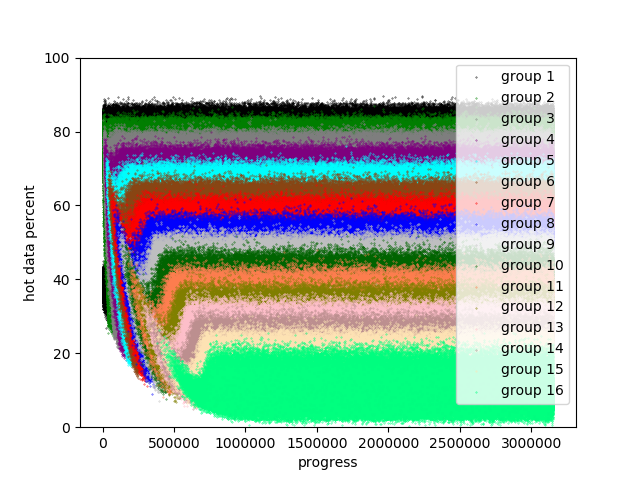 100
80
60
40
20
0
hot data percent
0
500000
1000000
1500000
2000000
2500000
3000000
progress
group 1
group 2
group 3
group 4
group 5
group 6
group 7
group 8
group 9
group 10
group 11
group 12
group 13
group 14
group 15
group 16